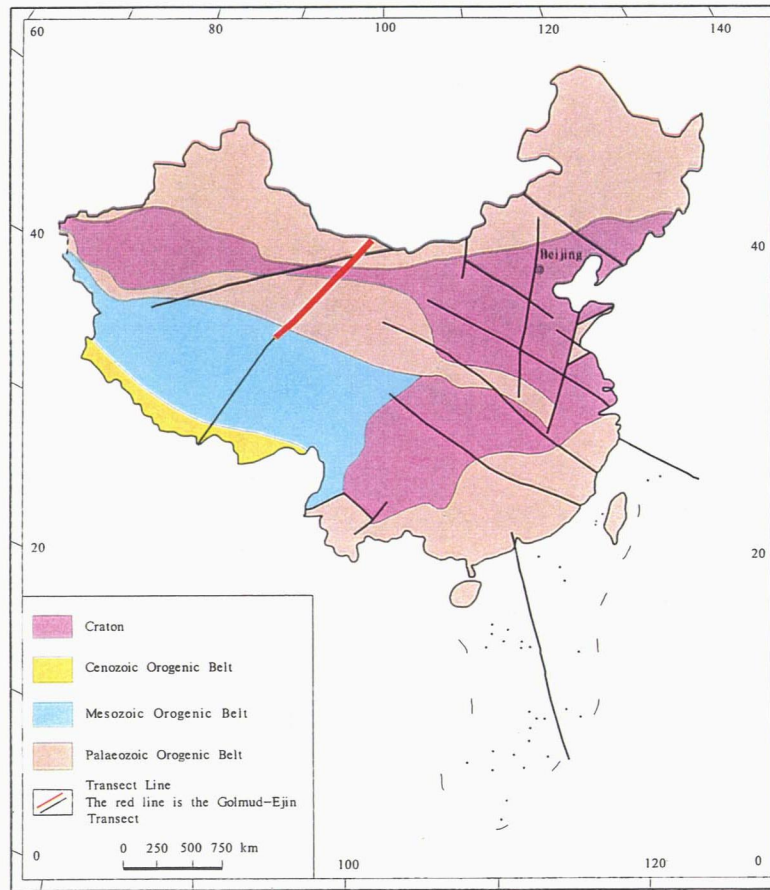 60 80 100 120 140
40 40
Beijing
20 20
Craton
Cenozoic Orogenic Belt
Mesozoic Orogenic Belt
Palaeozoic Orogenic Belt
Transect Line
The red line is the Golmud-Ejin
Transect
0 250 500 750 km
0 0
100 120